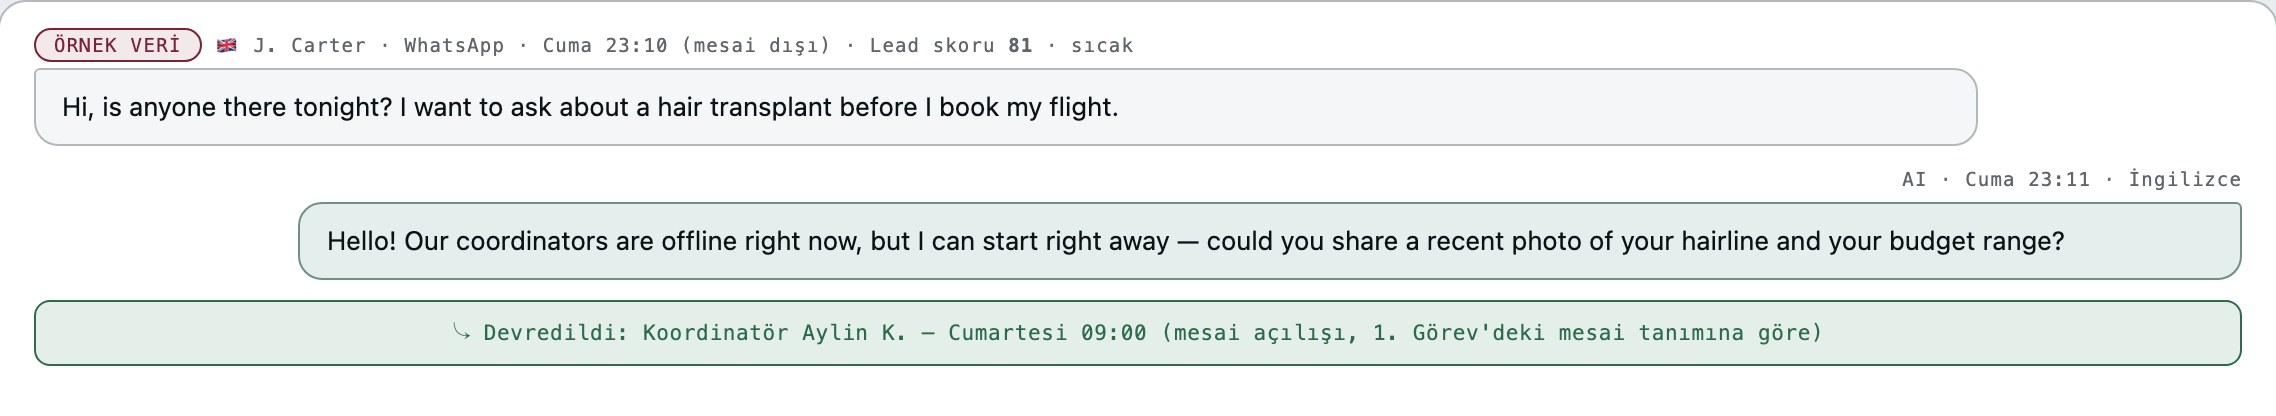 ÖRNEK VERİ 🇬🇧 J. Carter · WhatsApp · Cuma 23:10 (mesai dışı) · Lead skoru 81 · sıcak
Hi, is anyone there tonight? I want to ask about a hair transplant before I book my flight.
AI · Cuma 23:11 · İngilizce
Hello! Our coordinators are offline right now, but I can start right away — could you share a recent photo of your hairline and your budget range?
⤷ Devredildi: Koordinatör Aylin K. — Cumartesi 09:00 (mesai açılışı, 1. Görev'deki mesai tanımına göre)